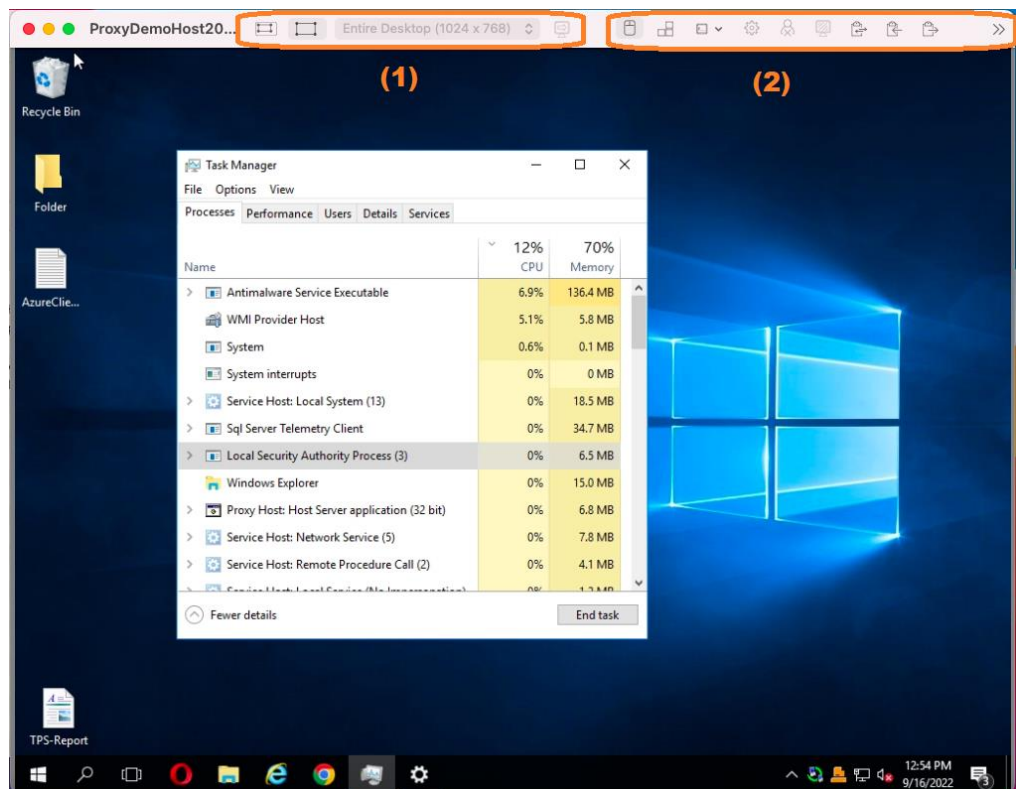 ProxyDemoHost20...
Entire Desktop (1024 x 768)
(1)
(2)
Recycle Bin
Folder
AzureClie...
TPS-Report
Task Manager
File Options View
Processes Performance Users Details Services
12% 70%
Name CPU Memory
Antimalware Service Executable 6.9% 136.4 MB
WMI Provider Host 5.1% 5.8 MB
System 0.6% 0.1 MB
System interrupts 0% 0 MB
Service Host: Local System (13) 0% 18.5 MB
Sql Server Telemetry Client 0% 34.7 MB
Local Security Authority Process (3) 0% 6.5 MB
Windows Explorer 0% 15.0 MB
Proxy Host: Host Server application (32 bit) 0% 6.8 MB
Service Host: Network Service (5) 0% 7.8 MB
Service Host: Remote Procedure Call (2) 0% 4.1 MB
Fewer details End task
12:54 PM
9/16/2022
3